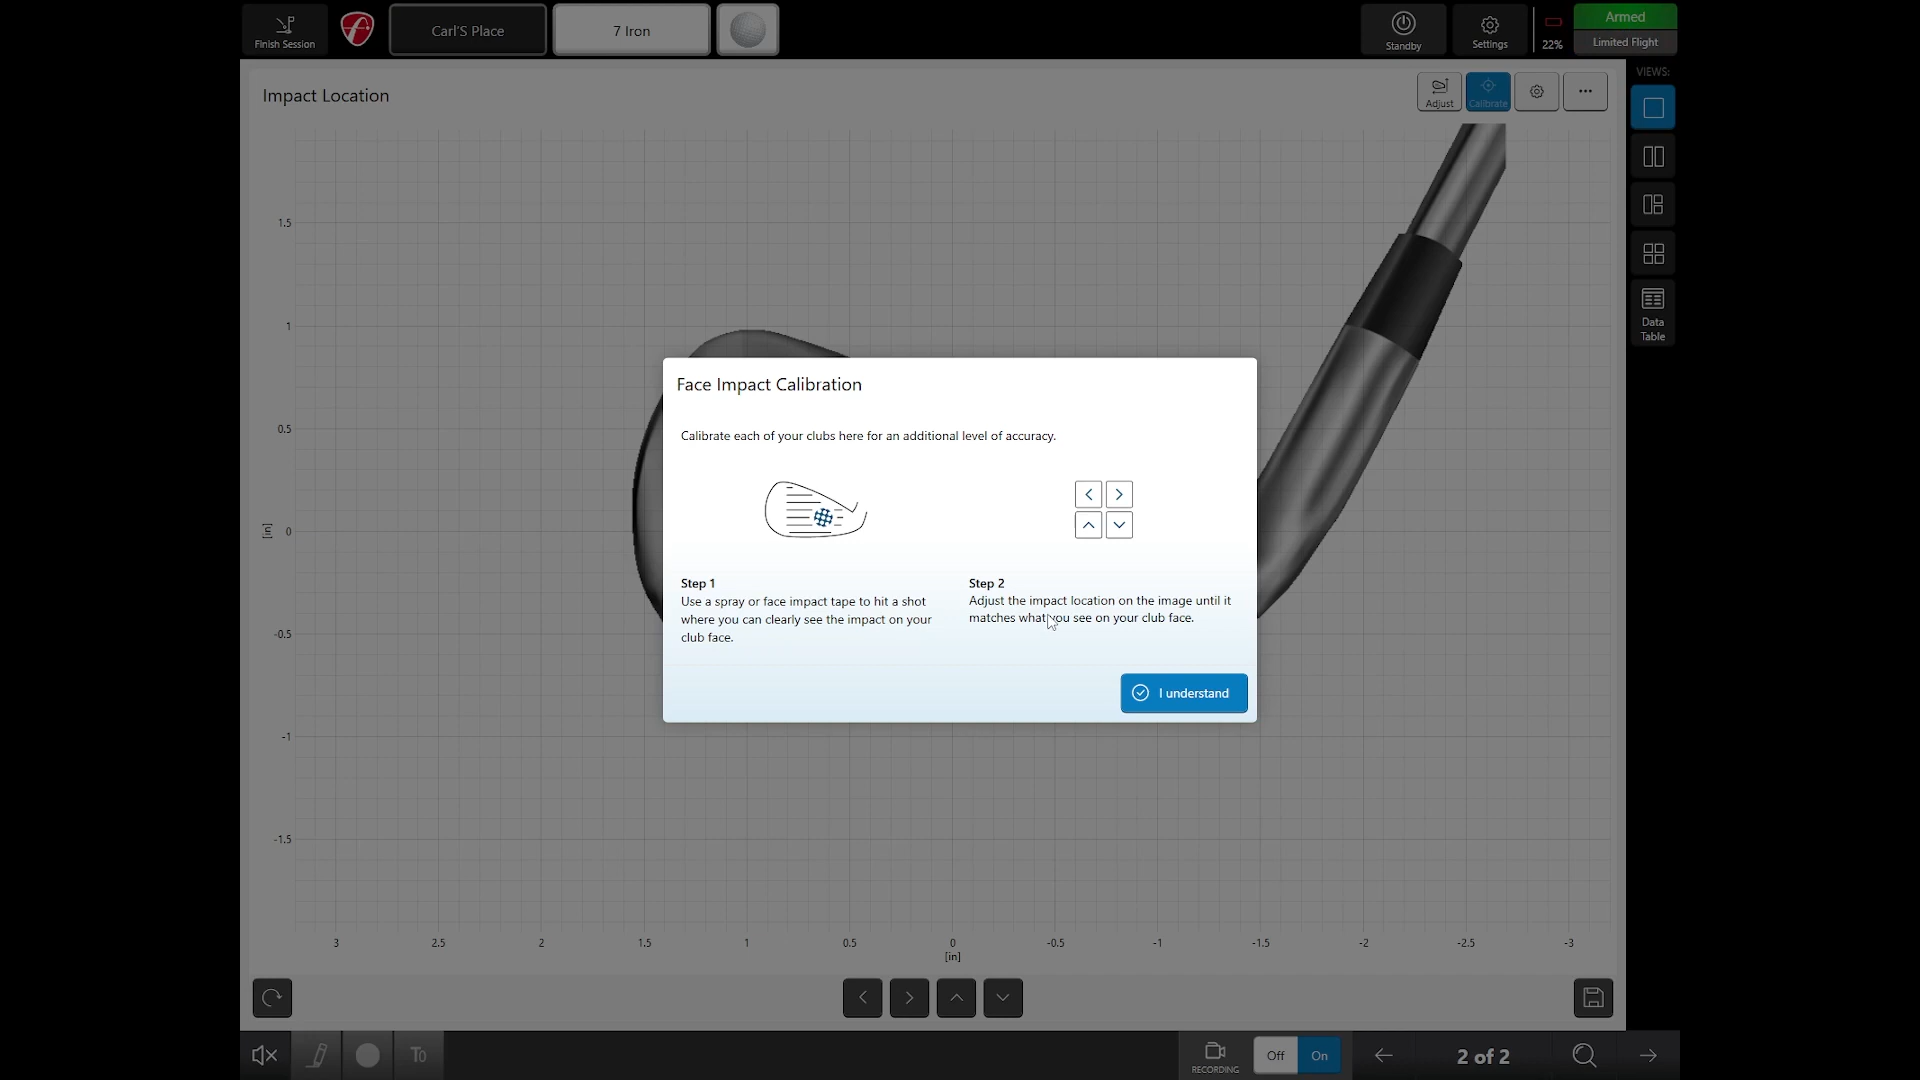 Finish Session
Carl'S Place
7 Iron
Standby
Settings
22%
Armed
Limited Flight
VIEWS:
Impact Location
Adjust
Calibrate
Data
Table
1.5
1
0.5
0
-0.5
-1
-1.5
[in]
Face Impact Calibration
Calibrate each of your clubs here for an additional level of accuracy.
Step 1
Use a spray or face impact tape to hit a shot
where you can clearly see the impact on your
club face.
Step 2
Adjust the impact location on the image until it
matches what you see on your club face.
I understand
3
2.5
2
1.5
1
0.5
0
-0.5
-1
-1.5
-2
-2.5
-3
[in]
T0
RECORDING
Off
On
2 of 2